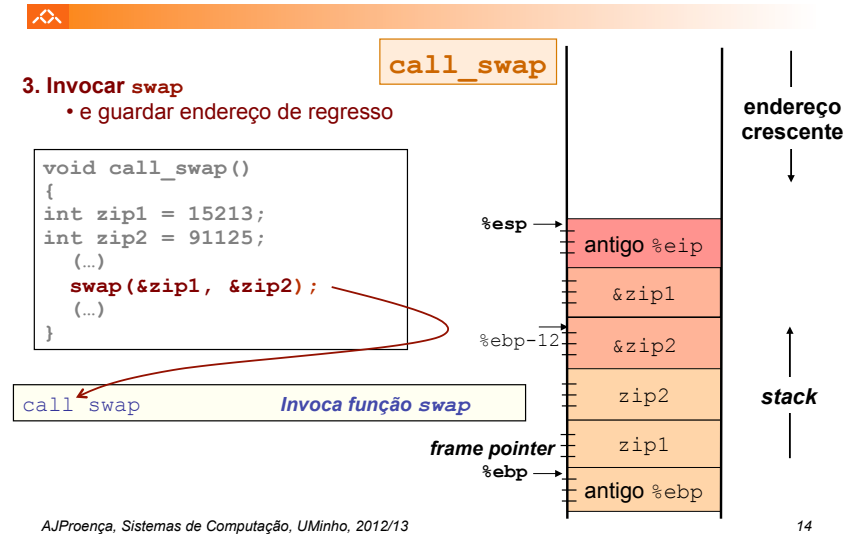 call_swap
3. Invocar swap
• e guardar endereço de regresso
void call_swap()
{
int zip1 = 15213;
int zip2 = 91125;
(…)
swap(&zip1, &zip2);
(…)
}
call swap Invoca função swap
endereço
crescente
%esp
antigo %eip
&zip1
%ebp-12
&zip2
zip2
stack
frame pointer
zip1
%ebp
antigo %ebp
AJProença, Sistemas de Computação, UMinho, 2012/13
14